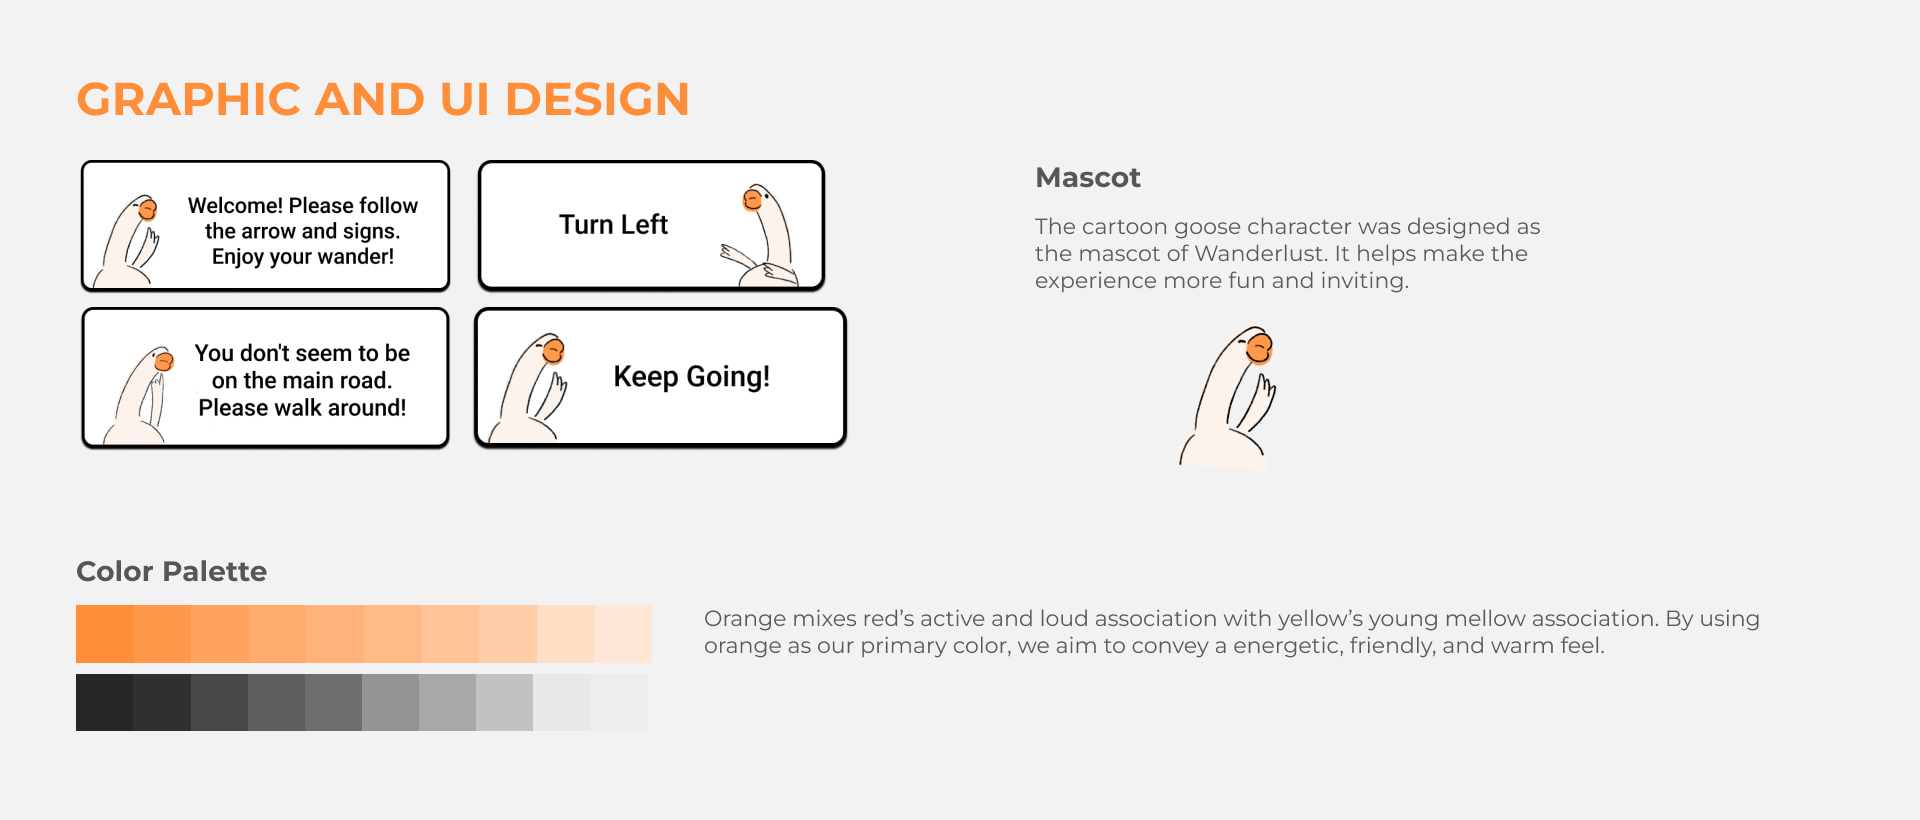 GRAPHIC AND UI DESIGN
Welcome! Please follow
the arrow and signs.
Enjoy your wander!
Turn Left
You don't seem to be
on the main road.
Please walk around!
Keep Going!
Mascot
The cartoon goose character was designed as
the mascot of Wanderlust. It helps make the
experience more fun and inviting.
Color Palette
Orange mixes red’s active and loud association with yellow’s young mellow association. By using
orange as our primary color, we aim to convey a energetic, friendly, and warm feel.